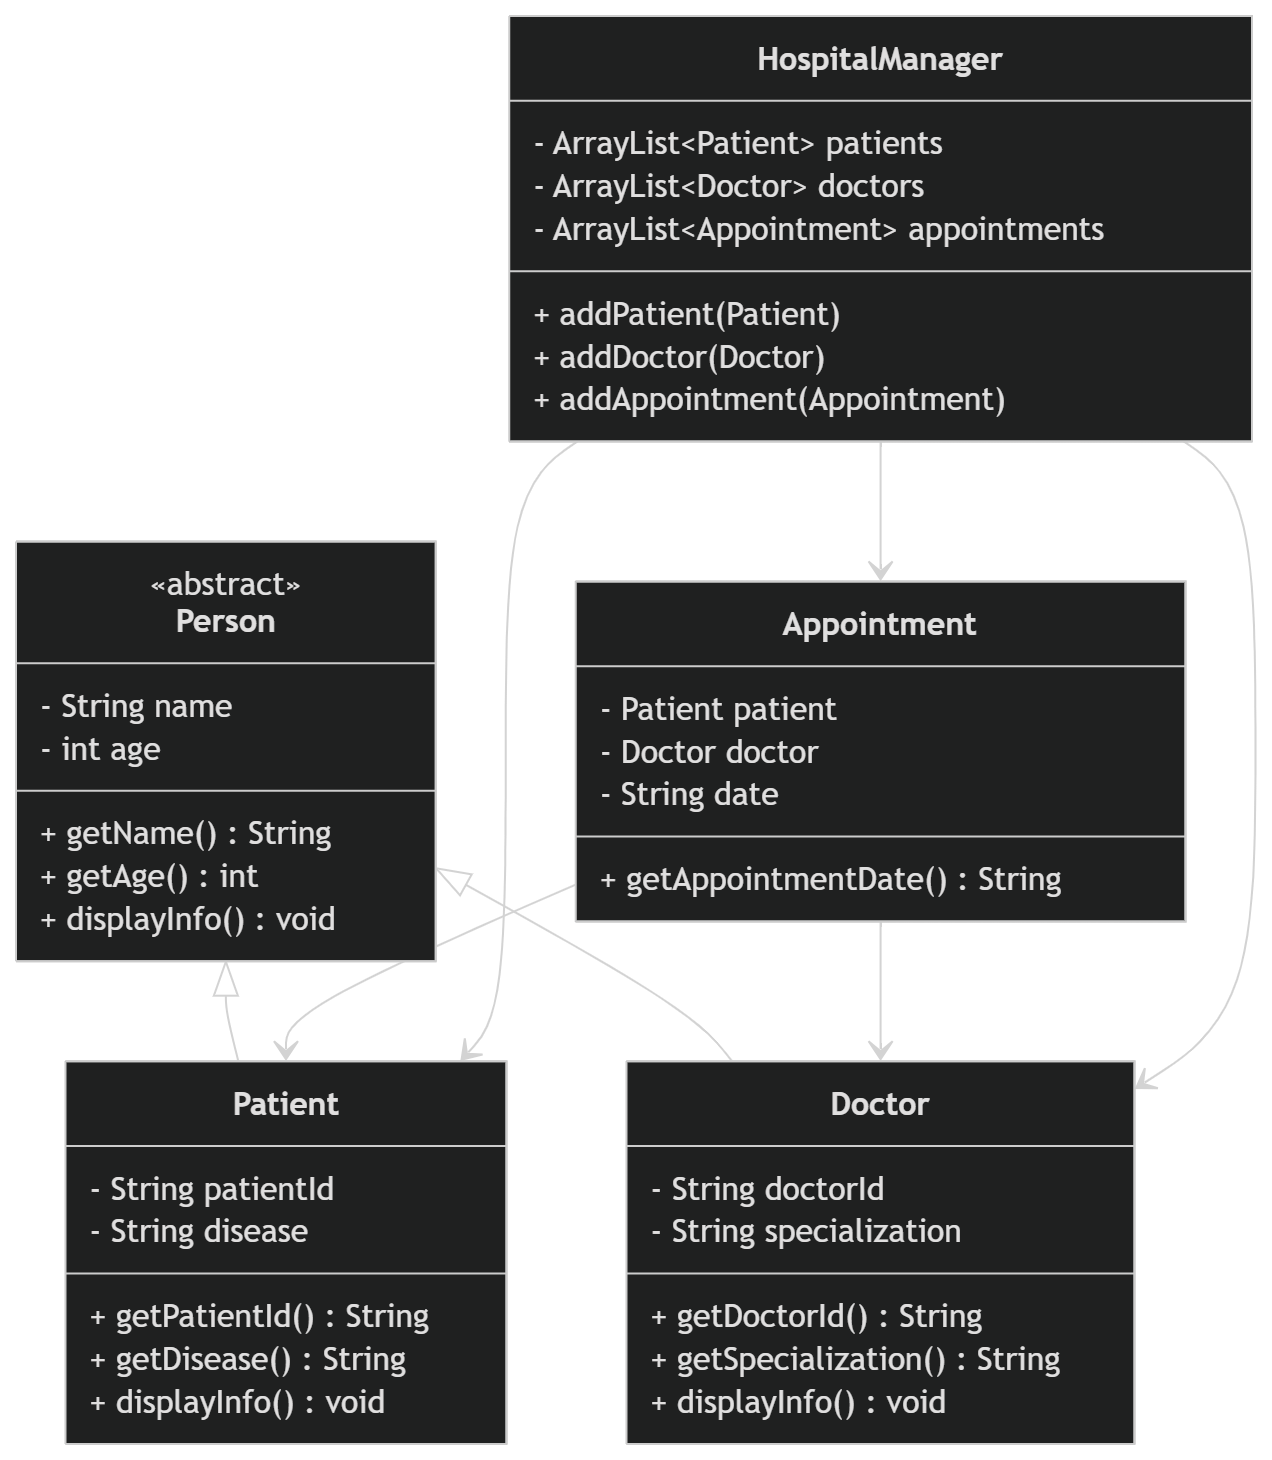 HospitalManager
- ArrayList<Patient> patients
- ArrayList<Doctor> doctors
- ArrayList<Appointment> appointments
+ addPatient(Patient)
+ addDoctor(Doctor)
+ addAppointment(Appointment)
«abstract»
Person
- String name
- int age
+ getName() : String
+ getAge() : int
+ displayInfo() : void
Appointment
- Patient patient
- Doctor doctor
- String date
+ getAppointmentDate() : String
Patient
- String patientId
- String disease
+ getPatientId() : String
+ getDisease() : String
+ displayInfo() : void
Doctor
- String doctorId
- String specialization
+ getDoctorId() : String
+ getSpecialization() : String
+ displayInfo() : void